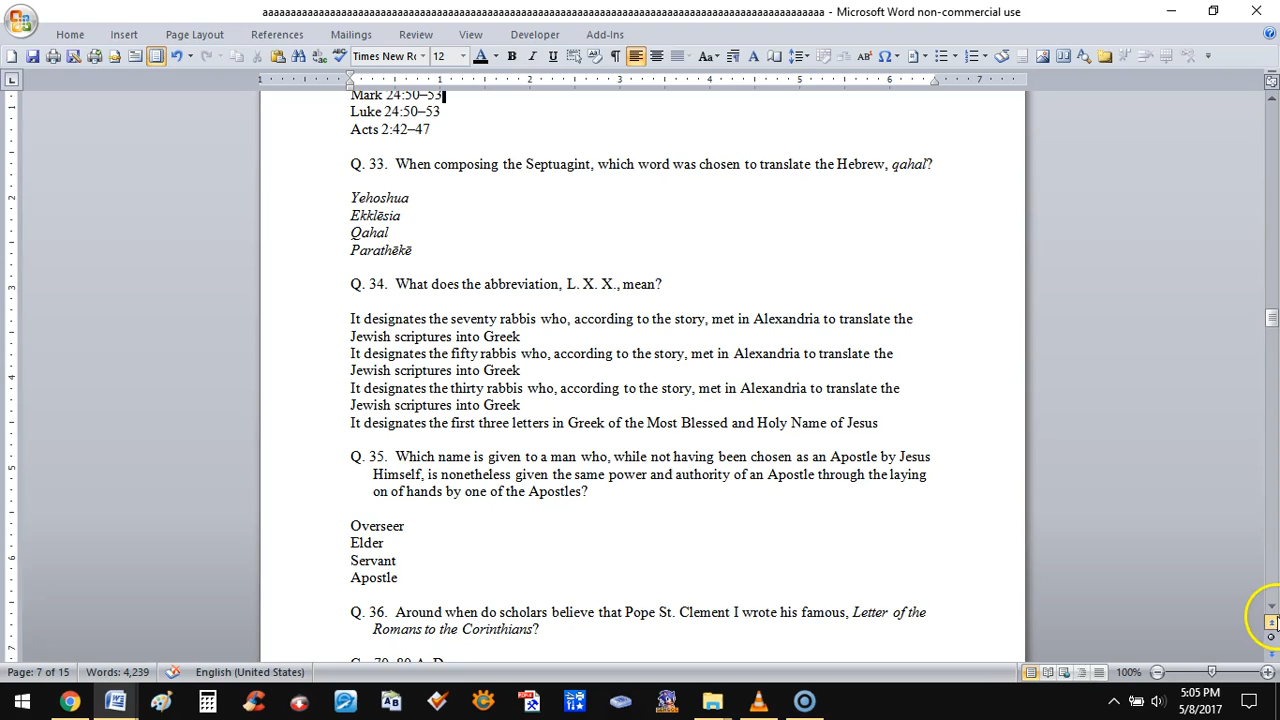 aaaaaaaaaaaaaaaaaaaaaaaaaaaaaaaaaaaaaaaaaaaaaaaaaaaaaaaaaaaaaaaaaaaaaaaaaaaaaaaaaaaaaaaaaaaaaaaaaaa - Microsoft Word non-commercial use
Home Insert Page Layout References Mailings Review View Developer Add-Ins
Times New Ro 12
1 1 2 3 4 5 6 7
Mark 24:50–53
Luke 24:50–53
Acts 2:42–47
Q. 33. When composing the Septuagint, which word was chosen to translate the Hebrew, qahal?
Yehoshua
Ekklēsia
Qahal
Parathēkē
Q. 34. What does the abbreviation, L. X. X., mean?
It designates the seventy rabbis who, according to the story, met in Alexandria to translate the
Jewish scriptures into Greek
It designates the fifty rabbis who, according to the story, met in Alexandria to translate the
Jewish scriptures into Greek
It designates the thirty rabbis who, according to the story, met in Alexandria to translate the
Jewish scriptures into Greek
It designates the first three letters in Greek of the Most Blessed and Holy Name of Jesus
Q. 35. Which name is given to a man who, while not having been chosen as an Apostle by Jesus
Himself, is nonetheless given the same power and authority of an Apostle through the laying
on of hands by one of the Apostles?
Overseer
Elder
Servant
Apostle
Q. 36. Around when do scholars believe that Pope St. Clement I wrote his famous, Letter of the
Romans to the Corinthians?
Page: 7 of 15 Words: 4,239 English (United States) 100%
5:05 PM
5/8/2017